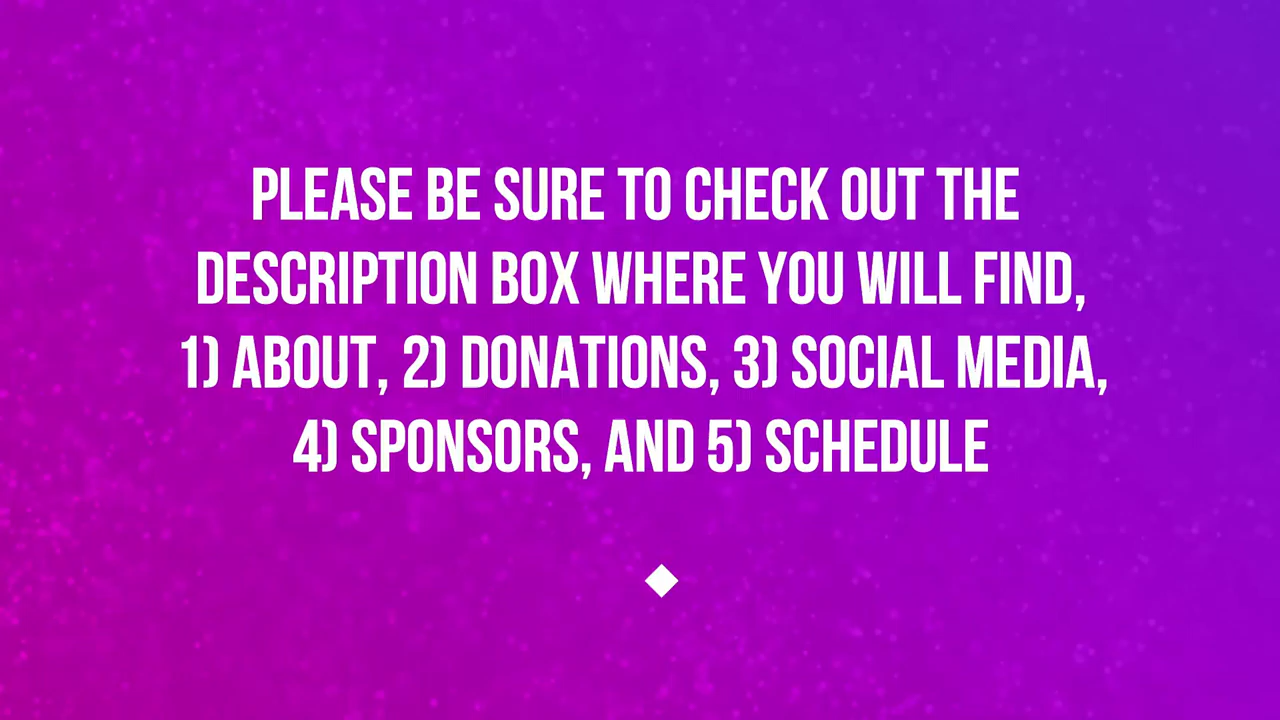 PLEASE BE SURE TO CHECK OUT THE
DESCRIPTION BOX WHERE YOU WILL FIND,
1) ABOUT, 2) DONATIONS, 3) SOCIAL MEDIA,
4) SPONSORS, AND 5) SCHEDULE